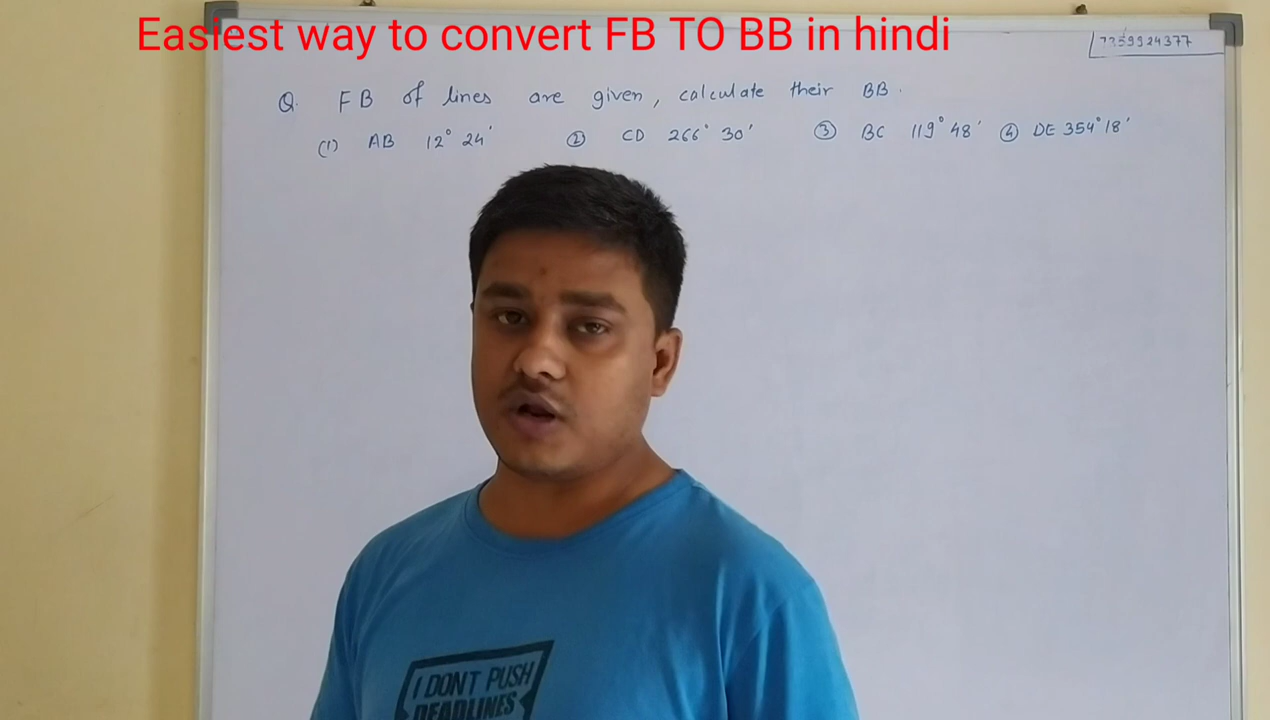 Easiest way to convert FB TO BB in hindi
7759924377
Q. FB of lines are given, calculate their BB.
(1) AB 12° 24' ② CD 266° 30' ③ BC 119° 48' ④ DE 354° 18'
I DON'T PUSH
DEADLINES